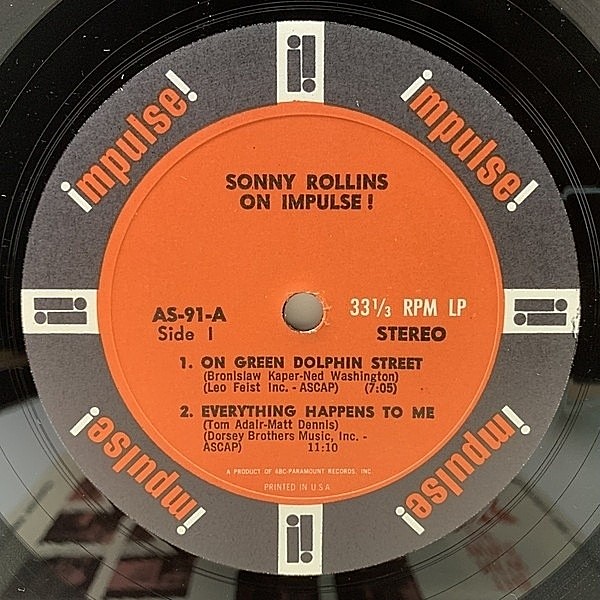 impulse!
impulse!
SONNY ROLLINS
ON IMPULSE!
AS-91-A
Side 1
33 1/3 RPM LP
STEREO
1. ON GREEN DOLPHIN STREET
(Bronislaw Kaper-Ned Washington)
(Leo Feist Inc. - ASCAP) (7:05)
2. EVERYTHING HAPPENS TO ME
(Tom Adair-Matt Dennis)
(Dorsey Brothers Music, Inc. -
ASCAP) 11:10
A PRODUCT OF ABC-PARAMOUNT RECORDS, INC.
PRINTED IN U.S.A.
impulse!
impulse!